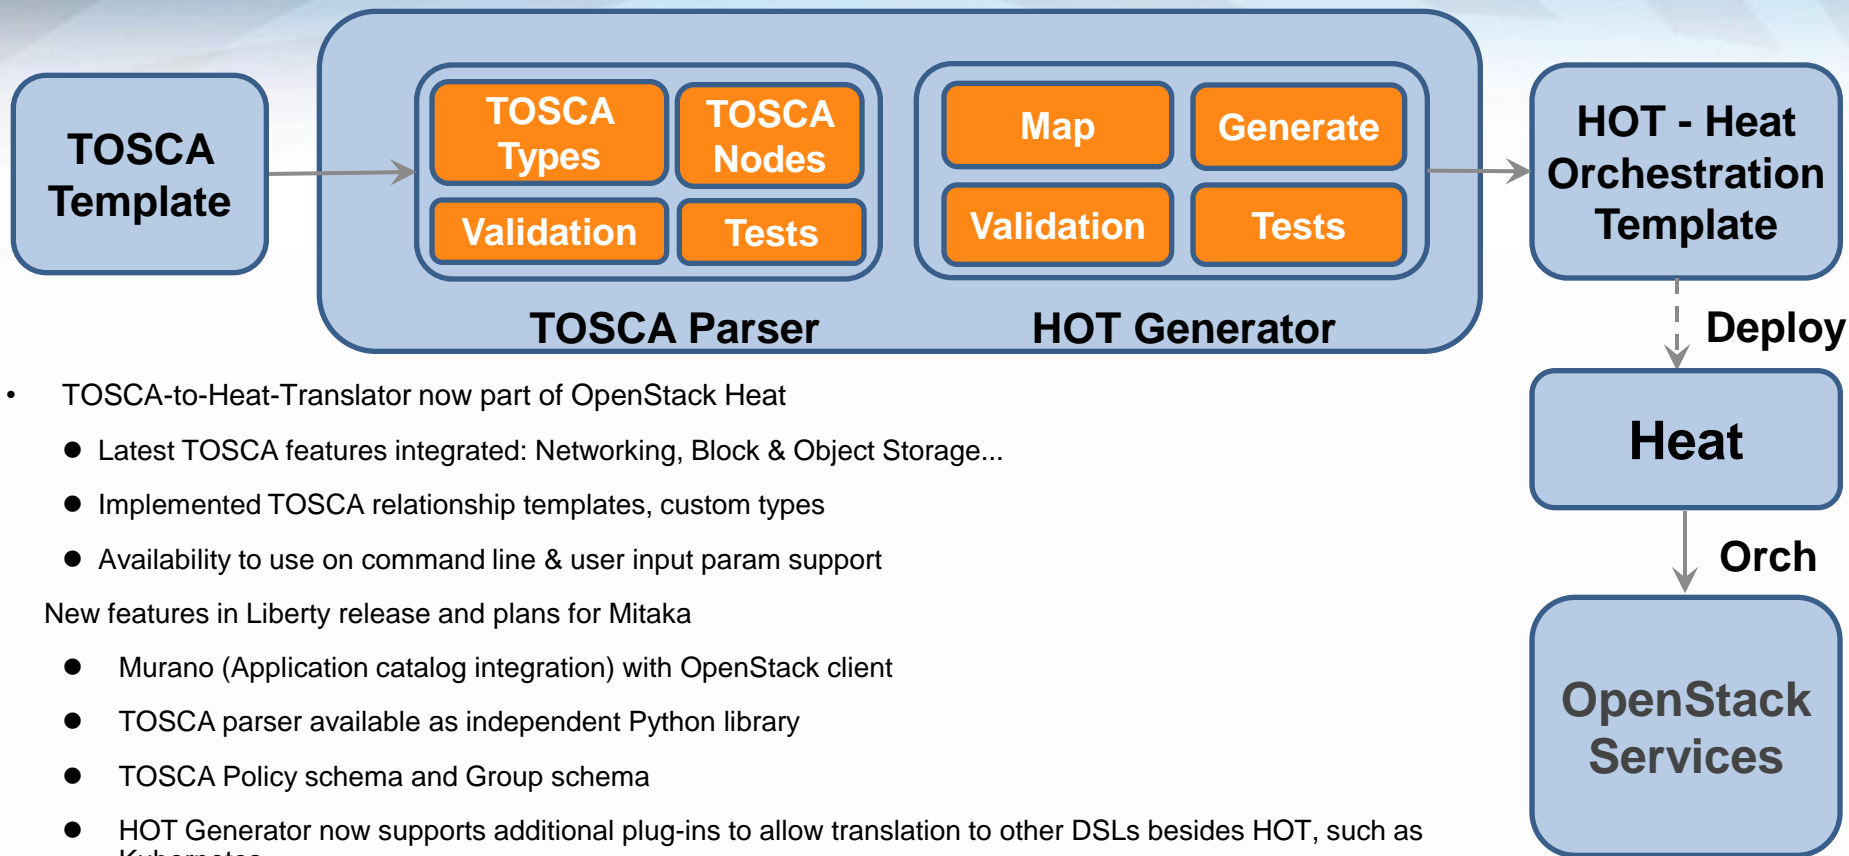 TOSCA
Template
TOSCA
Types
TOSCA
Nodes
Validation
Tests
TOSCA Parser
Map
Generate
Validation
Tests
HOT Generator
HOT - Heat
Orchestration
Template
Deploy
Heat
Orch
OpenStack
Services
• TOSCA-to-Heat-Translator now part of OpenStack Heat
● Latest TOSCA features integrated: Networking, Block & Object Storage...
● Implemented TOSCA relationship templates, custom types
● Availability to use on command line & user input param support
New features in Liberty release and plans for Mitaka
● Murano (Application catalog integration) with OpenStack client
● TOSCA parser available as independent Python library
● TOSCA Policy schema and Group schema
● HOT Generator now supports additional plug-ins to allow translation to other DSLs besides HOT, such as
Kubernetes